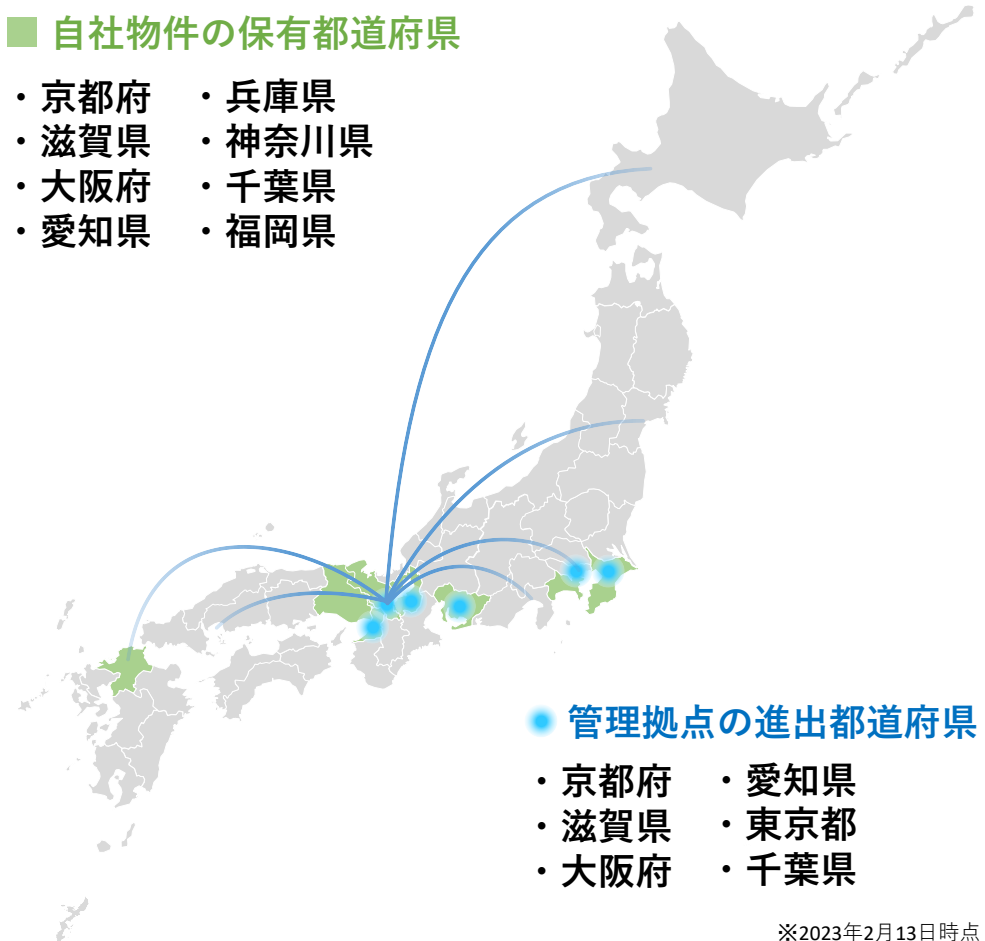 自社物件の保有都道府県
・京都府 ・兵庫県
・滋賀県 ・神奈川県
・大阪府 ・千葉県
・愛知県 ・福岡県
管理拠点の進出都道府県
・京都府 ・愛知県
・滋賀県 ・東京都
・大阪府 ・千葉県
※2023年2月13日時点